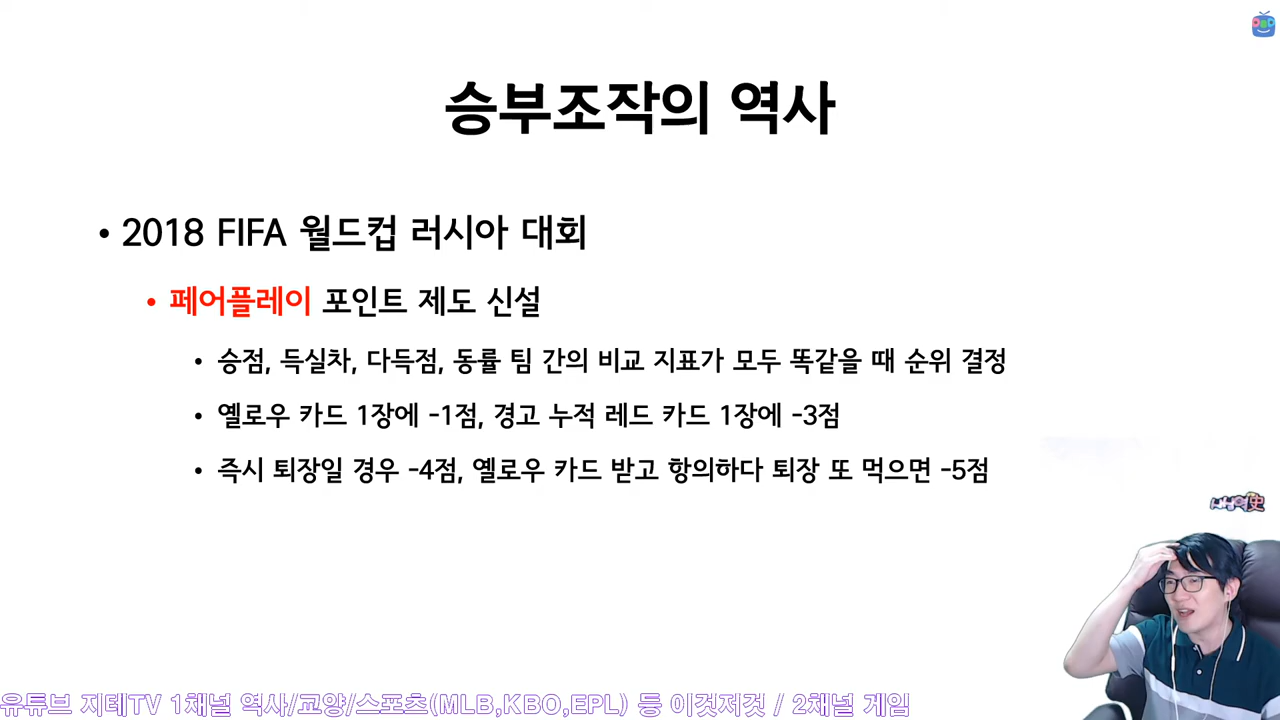 승부조작의 역사
• 2018 FIFA 월드컵 러시아 대회
• 페어플레이 포인트 제도 신설
• 승점, 득실차, 다득점, 동률 팀 간의 비교 지표가 모두 똑같을 때 순위 결정
• 옐로우 카드 1장에 -1점, 경고 누적 레드 카드 1장에 -3점
• 즉시 퇴장일 경우 -4점, 옐로우 카드 받고 항의하다 퇴장 또 먹으면 -5점
유튜브 지테TV 1채널 역사/교양/스포츠(MLB,KBO,EPL) 등 이것저것 / 2채널 게임